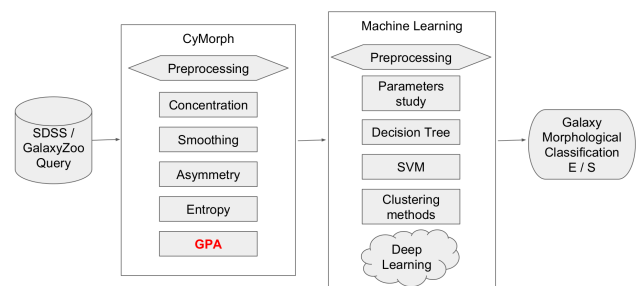 SDSS /
GalaxyZoo
Query
CyMorph
Preprocessing
Concentration
Smoothing
Asymmetry
Entropy
GPA
Machine Learning
Preprocessing
Parameters
study
Decision Tree
SVM
Clustering
methods
Deep
Learning
Galaxy
Morphological
Classification
E / S